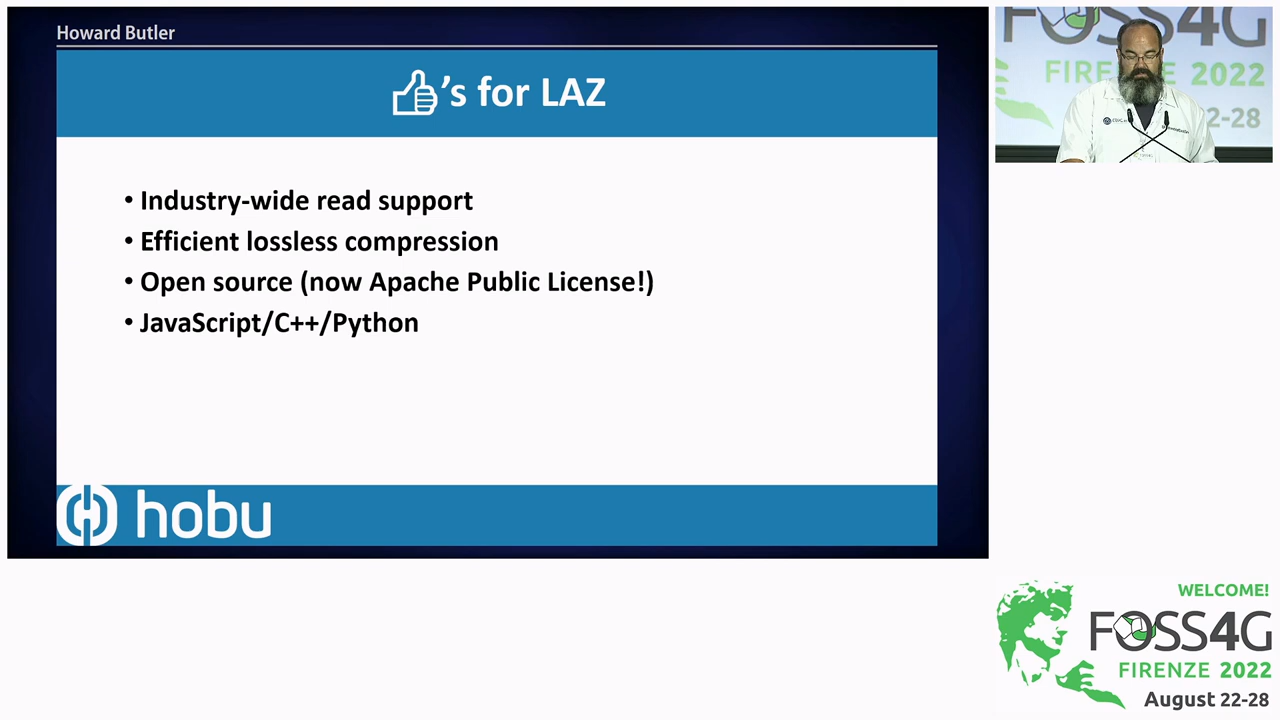 Howard Butler
's for LAZ
• Industry-wide read support
• Efficient lossless compression
• Open source (now Apache Public License!)
• JavaScript/C++/Python
hobu
FOSS4G
FIRENZE 2022
22-28
WELCOME!
FOSS4G
FIRENZE 2022
August 22-28